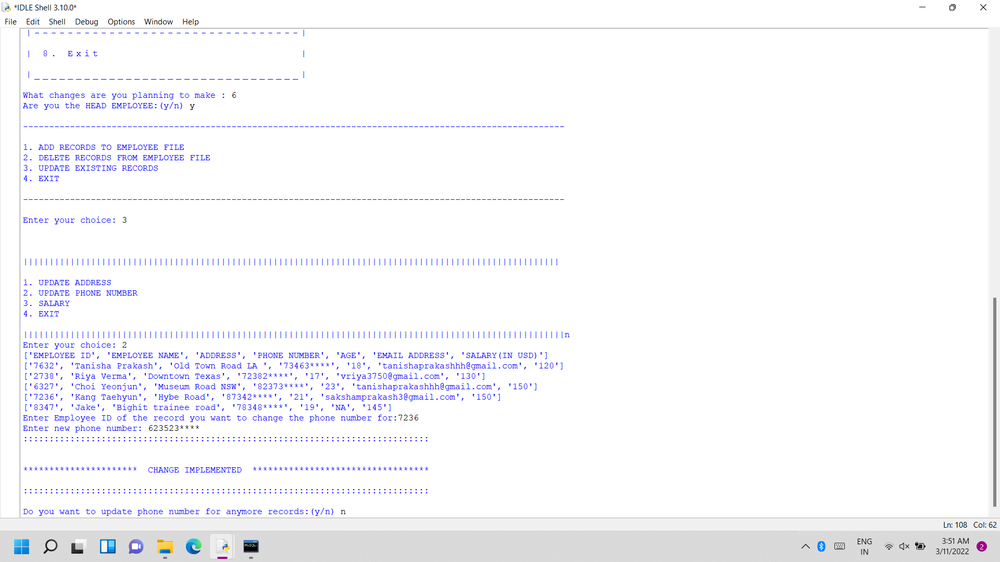 *IDLE Shell 3.10.0*
File Edit Shell Debug Options Window Help
|--------------------------------|
| 8. Exit |
|________________________________|
What changes are you planning to make : 6
Are you the HEAD EMPLOYEE:(y/n) y
--------------------------------------------------------------------------------------------------------
1. ADD RECORDS TO EMPLOYEE FILE
2. DELETE RECORDS FROM EMPLOYEE FILE
3. UPDATE EXISTING RECORDS
4. EXIT
--------------------------------------------------------------------------------------------------------
Enter your choice: 3
|||||||||||||||||||||||||||||||||||||||||||||||||||||||||||||||||||||||||||||||||||||||||||||||||||||||
1. UPDATE ADDRESS
2. UPDATE PHONE NUMBER
3. SALARY
4. EXIT
||||||||||||||||||||||||||||||||||||||||||||||||||||||||||||||||||||||||||||||||||||||||||||||||||||||||n
Enter your choice: 2
['EMPLOYEE ID', 'EMPLOYEE NAME', 'ADDRESS', 'PHONE NUMBER', 'AGE', 'EMAIL ADDRESS', 'SALARY(IN USD)']
['7632', 'Tanisha Prakash', 'Old Town Road LA ', '73463****', '18', 'tanishaprakashhh@gmail.com', '120']
['2738', 'Riya Verma', 'Downtown Texas', '72382****', '17', 'vriya3750@gmail.com', '130']
['6327', 'Choi Yeonjun', 'Museum Road NSW', '82373****', '23', 'tanishaprakashhh@gmail.com', '150']
['7236', 'Kang Taehyun', 'Hybe Road', '87342****', '21', 'sakshamprakash3@gmail.com', '150']
['8347', 'Jake', 'Bighit trainee road', '78348****', '19', 'NA', '145']
Enter Employee ID of the record you want to change the phone number for:7236
Enter new phone number: 623523****
::::::::::::::::::::::::::::::::::::::::::::::::::::::::::::::::::::::::::::::
********************** CHANGE IMPLEMENTED **********************************
::::::::::::::::::::::::::::::::::::::::::::::::::::::::::::::::::::::::::::::
Do you want to update phone number for anymore records:(y/n) n
Ln: 108 Col: 62
MySQL
ENG
IN
3:51 AM
3/11/2022
2